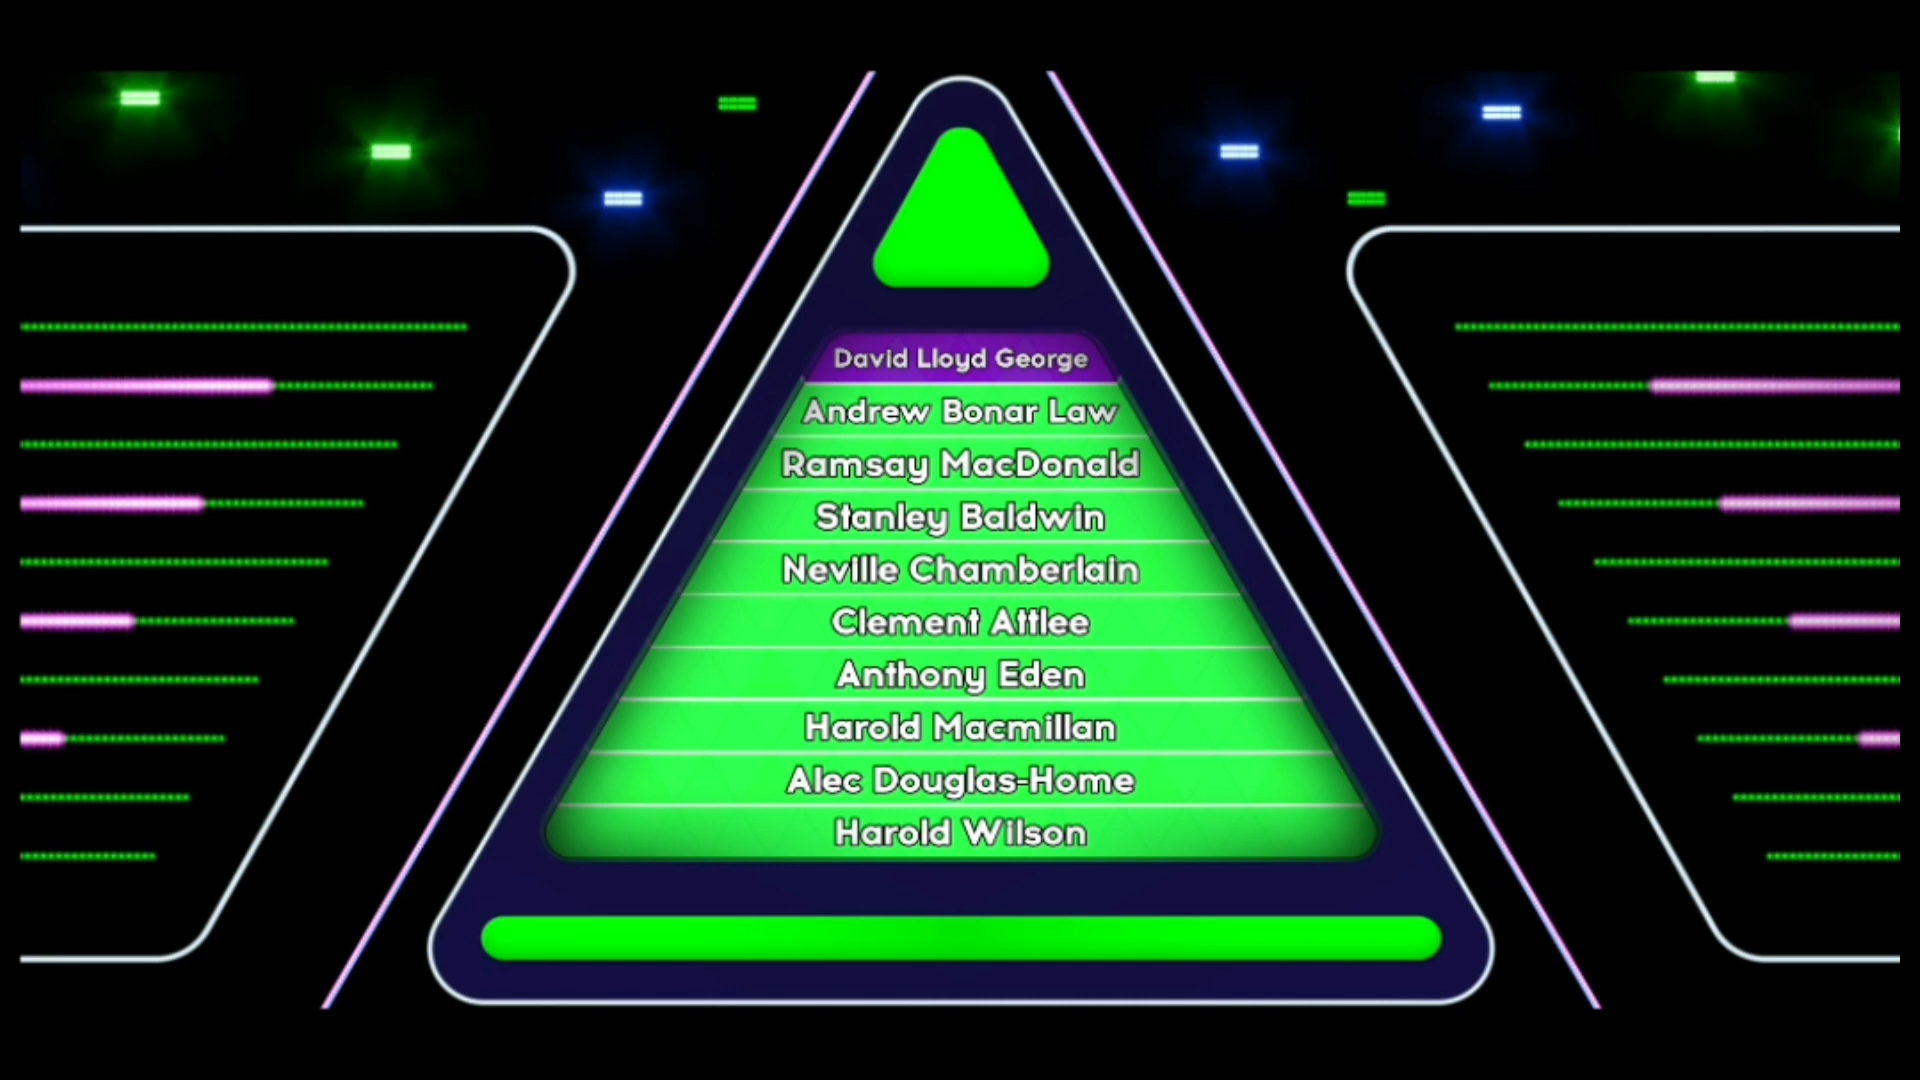 David Lloyd George
Andrew Bonar Law
Ramsay MacDonald
Stanley Baldwin
Neville Chamberlain
Clement Attlee
Anthony Eden
Harold Macmillan
Alec Douglas-Home
Harold Wilson